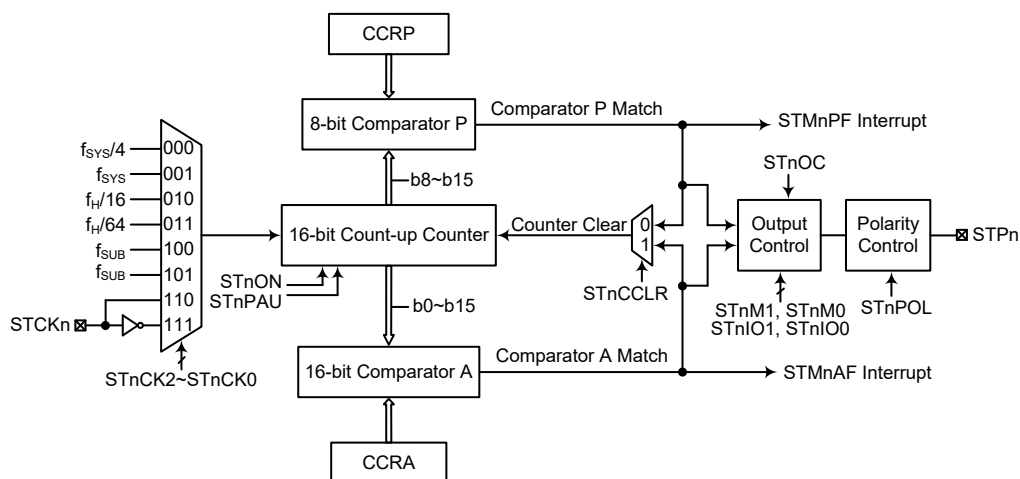 CCRP
8-bit Comparator P
Comparator P Match
STMnPF Interrupt
b8~b15
fSYS/4
000
fSYS
001
fH/16
010
fH/64
011
fSUB
100
fSUB
101
110
STCKn
111
STnCK2~STnCK0
16-bit Count-up Counter
STnON
STnPAU
Counter Clear
0
1
STnCCLR
STnOC
Output
Control
STnM1, STnM0
STnIO1, STnIO0
Polarity
Control
STnPOL
STPn
b0~b15
16-bit Comparator A
Comparator A Match
STMnAF Interrupt
CCRA